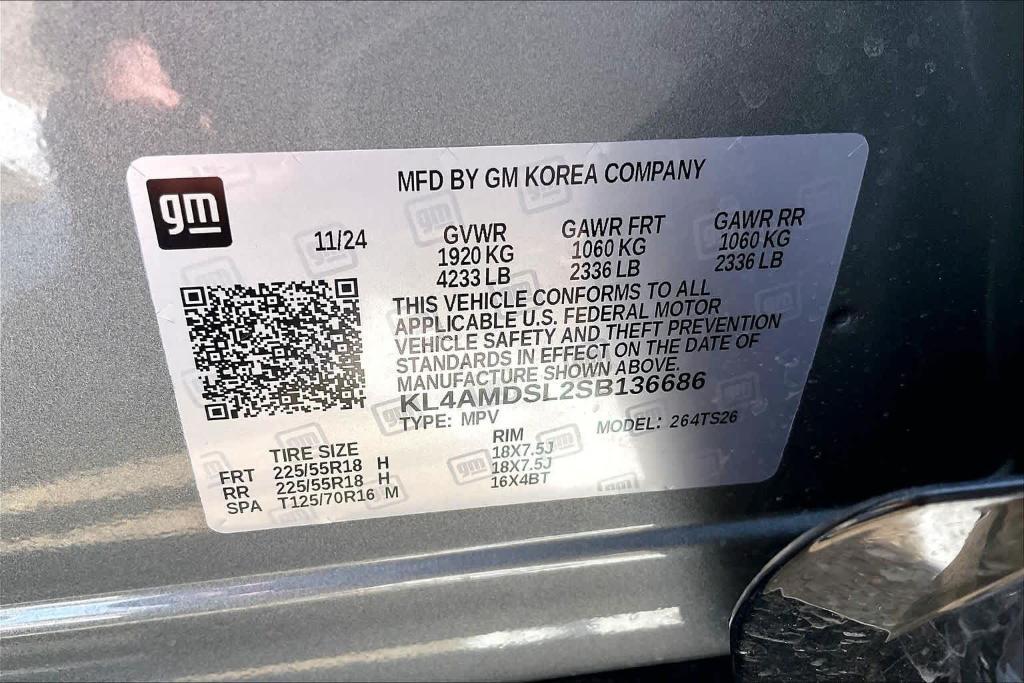 gm
MFD BY GM KOREA COMPANY
11/24
GVWR
1920 KG
4233 LB
GAWR FRT
1060 KG
2336 LB
GAWR RR
1060 KG
2336 LB
THIS VEHICLE CONFORMS TO ALL
APPLICABLE U.S. FEDERAL MOTOR
VEHICLE SAFETY AND THEFT PREVENTION
STANDARDS IN EFFECT ON THE DATE OF
MANUFACTURE SHOWN ABOVE.
KL4AMDSL2SB136686
TYPE: MPV MODEL: 264TS26
TIRE SIZE RIM
FRT 225/55R18 H 18X7.5J
RR 225/55R18 H 18X7.5J
SPA T125/70R16 M 16X4BT